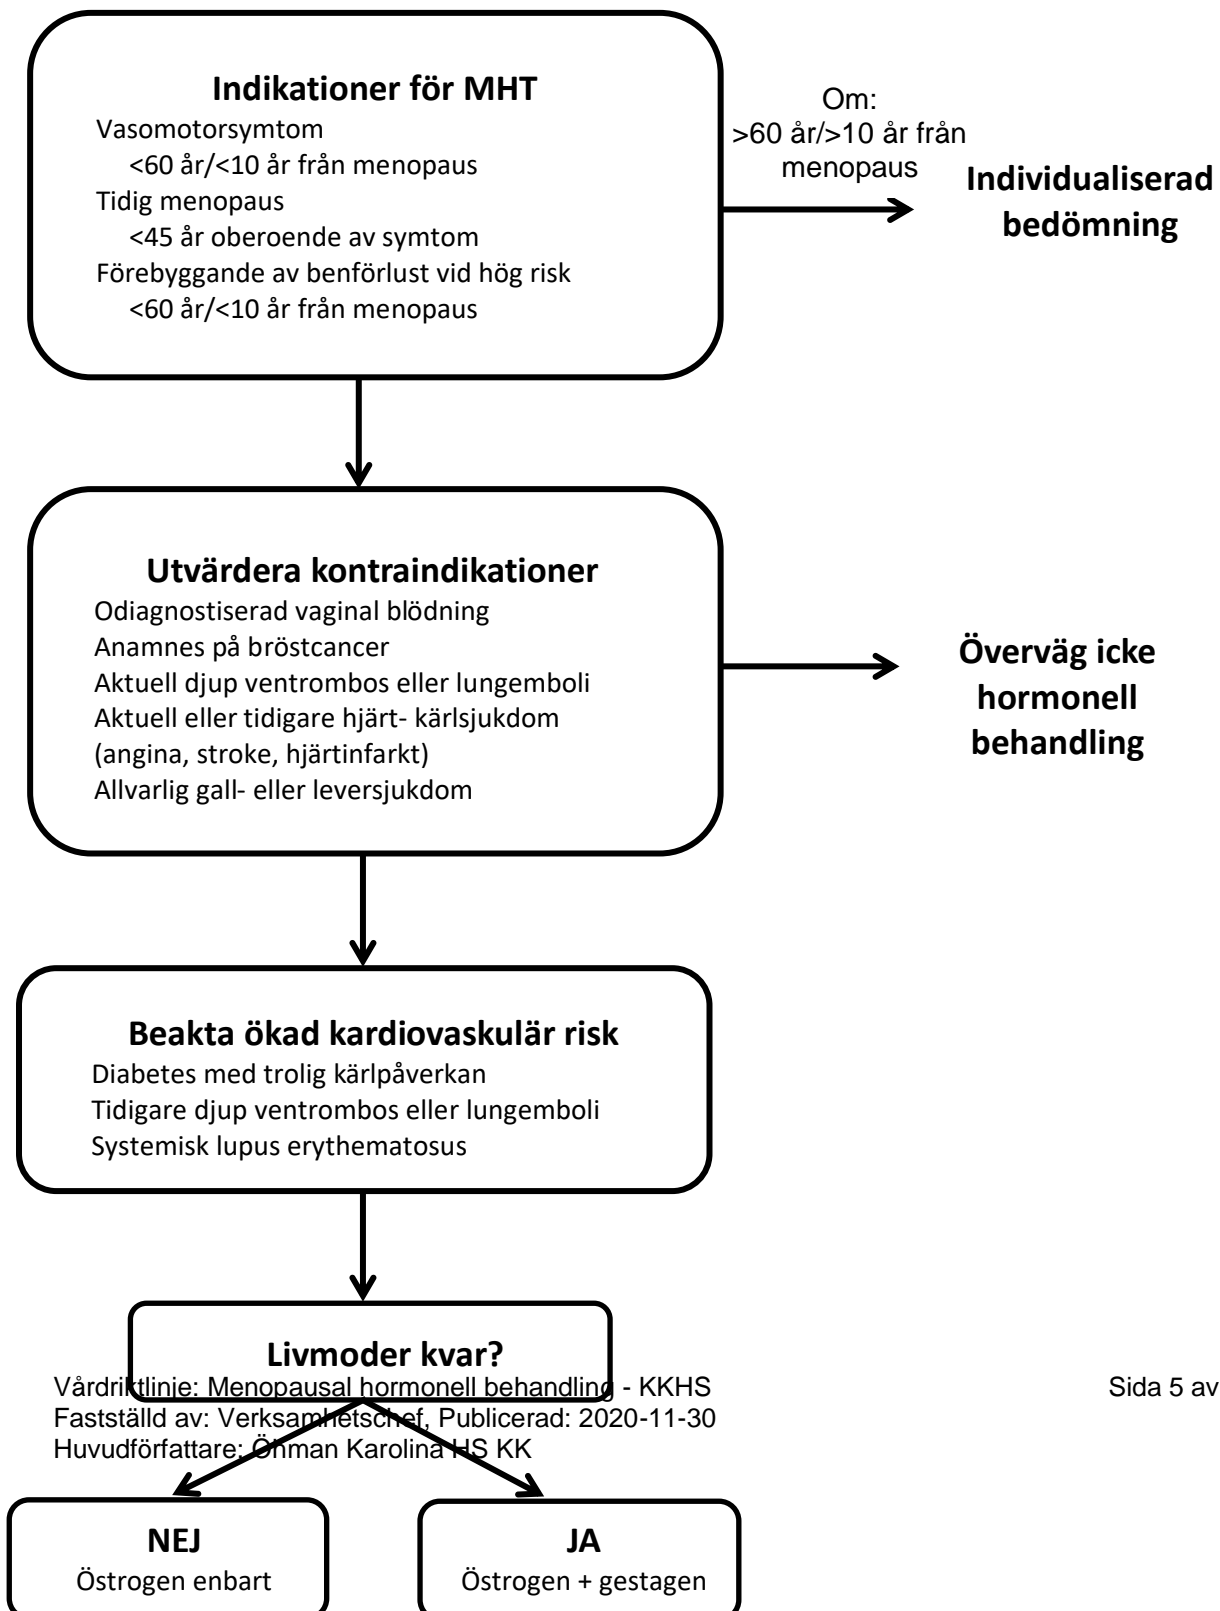 Indikationer för MHT
Vasomotorsymtom
<60 år/<10 år från menopaus
Tidig menopaus
<45 år oberoende av symtom
Förebyggande av benförlust vid hög risk
<60 år/<10 år från menopaus
Om:
>60 år/>10 år från
menopaus
Individualiserad
bedömning
Utvärdera kontraindikationer
Odiagnostiserad vaginal blödning
Anamnes på bröstcancer
Aktuell djup ventrombos eller lungemboli
Aktuell eller tidigare hjärt- kärlsjukdom
(angina, stroke, hjärtinfarkt)
Allvarlig gall- eller leversjukdom
Överväg icke
hormonell
behandling
Beakta ökad kardiovaskulär risk
Diabetes med trolig kärlpåverkan
Tidigare djup ventrombos eller lungemboli
Systemisk lupus erythematosus
Livmoder kvar?
Vårdriktlinje: Menopausal hormonell behandling - KKHS
Sida 5 av
Fastställd av: Verksamhetschef, Publicerad: 2020-11-30
Huvudförfattare: Öhman Karolina HS KK
NEJ
Östrogen enbart
JA
Östrogen + gestagen